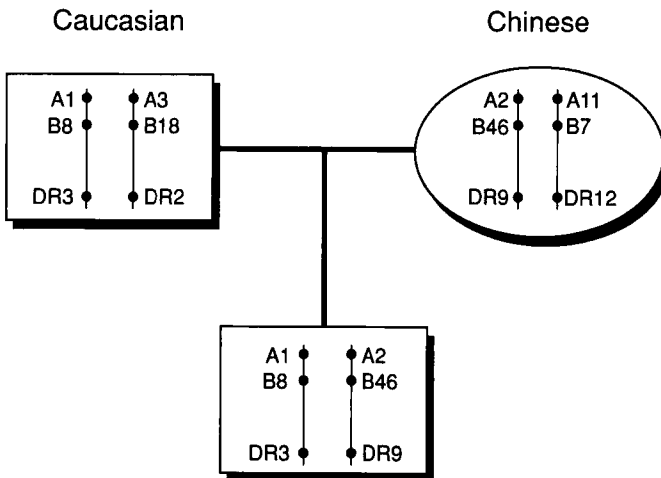 Caucasian Chinese
A1 A3 A2 A11
B8 B18 B46 B7
DR3 DR2 DR9 DR12
A1 A2
B8 B46
DR3 DR9